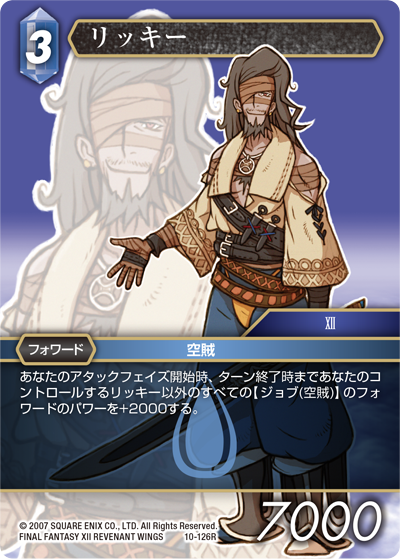 3
リッキー
XII
フォワード
空賊
あなたのアタックフェイズ開始時、ターン終了時まであなたのコ
ントロールするリッキー以外のすべての【ジョブ(空賊)】のフォ
ワードのパワーを+2000する。
© 2007 SQUARE ENIX CO., LTD. All Rights Reserved.
FINAL FANTASY XII REVENANT WINGS 10-126R
7000